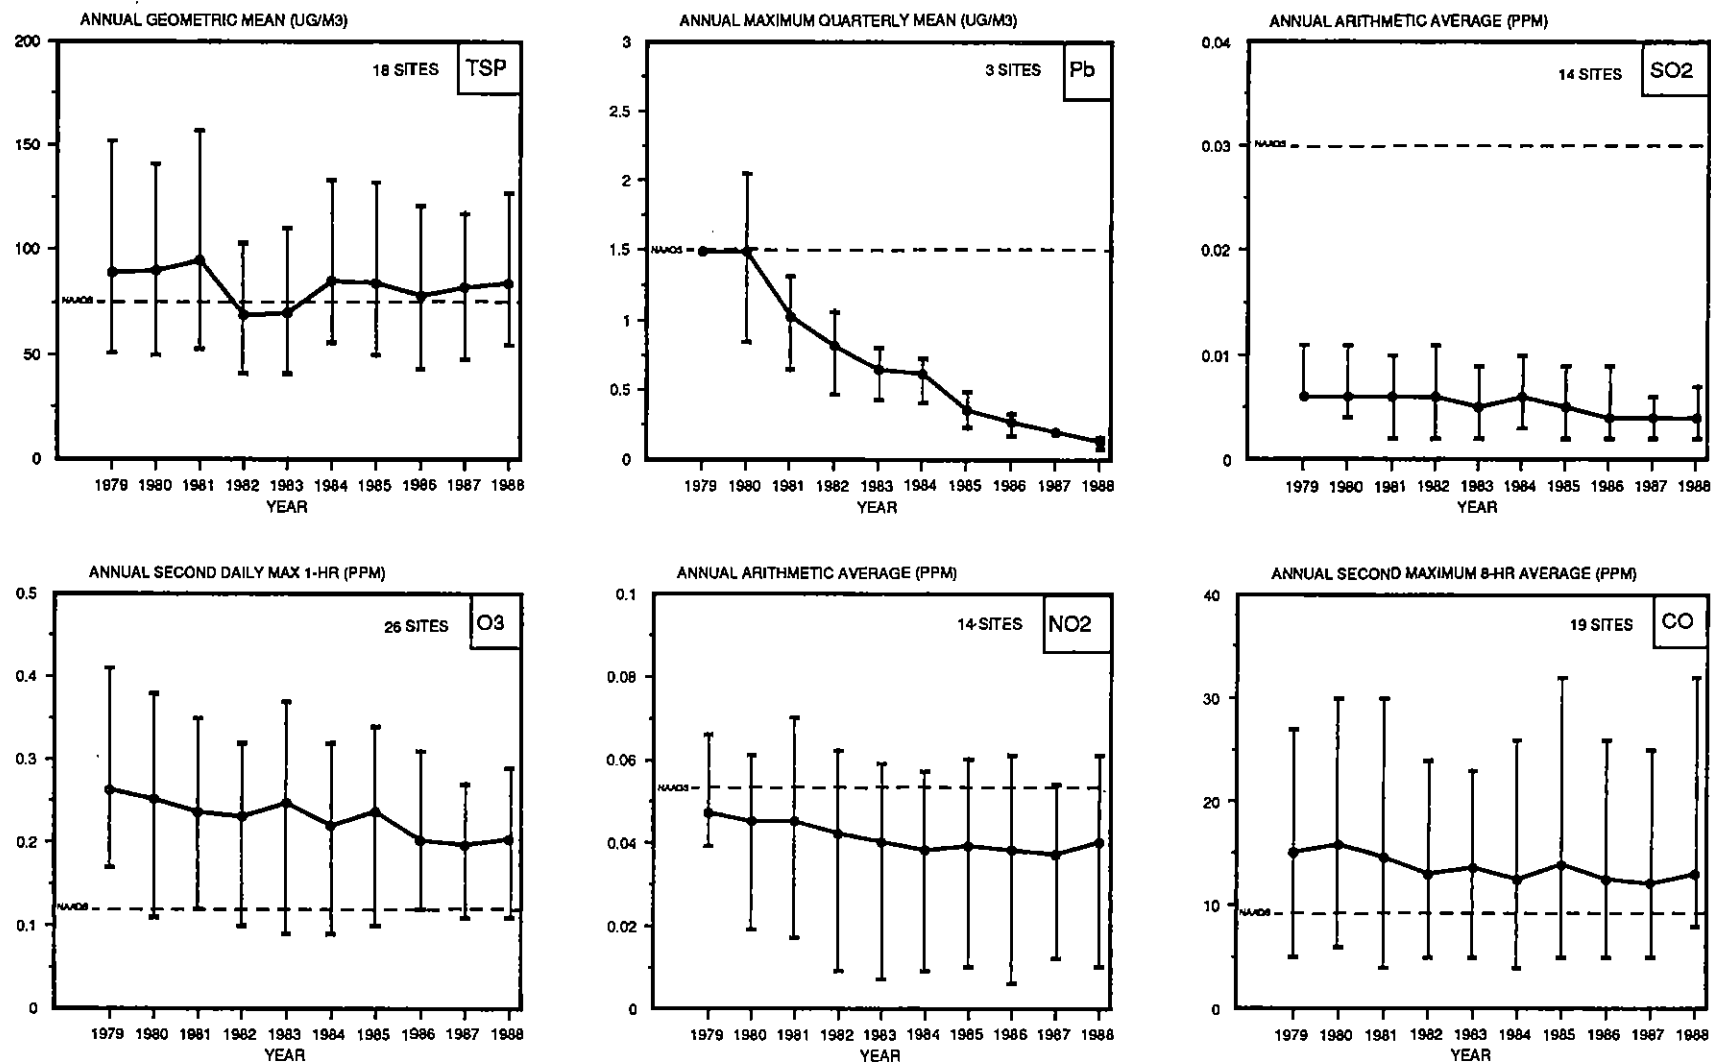 ANNUAL GEOMETRIC MEAN (UG/M3)
200
150
100
50
0
NAAQS
18 SITES
TSP
1979 1980 1981 1982 1983 1984 1985 1986 1987 1988
YEAR
ANNUAL MAXIMUM QUARTERLY MEAN (UG/M3)
3
2.5
2
1.5
1
0.5
0
NAAQS
3 SITES
Pb
1979 1980 1981 1982 1983 1984 1985 1986 1987 1988
YEAR
ANNUAL ARITHMETIC AVERAGE (PPM)
0.04
0.03
0.02
0.01
0
NAAQS
14 SITES
SO2
1979 1980 1981 1982 1983 1984 1985 1986 1987 1988
YEAR
ANNUAL SECOND DAILY MAX 1-HR (PPM)
0.5
0.4
0.3
0.2
0.1
0
NAAQS
26 SITES
O3
1979 1980 1981 1982 1983 1984 1985 1986 1987 1988
YEAR
ANNUAL ARITHMETIC AVERAGE (PPM)
0.1
0.08
0.06
0.04
0.02
0
NAAQS
14 SITES
NO2
1979 1980 1981 1982 1983 1984 1985 1986 1987 1988
YEAR
ANNUAL SECOND MAXIMUM 8-HR AVERAGE (PPM)
40
30
20
10
0
NAAQS
19 SITES
CO
1979 1980 1981 1982 1983 1984 1985 1986 1987 1988
YEAR